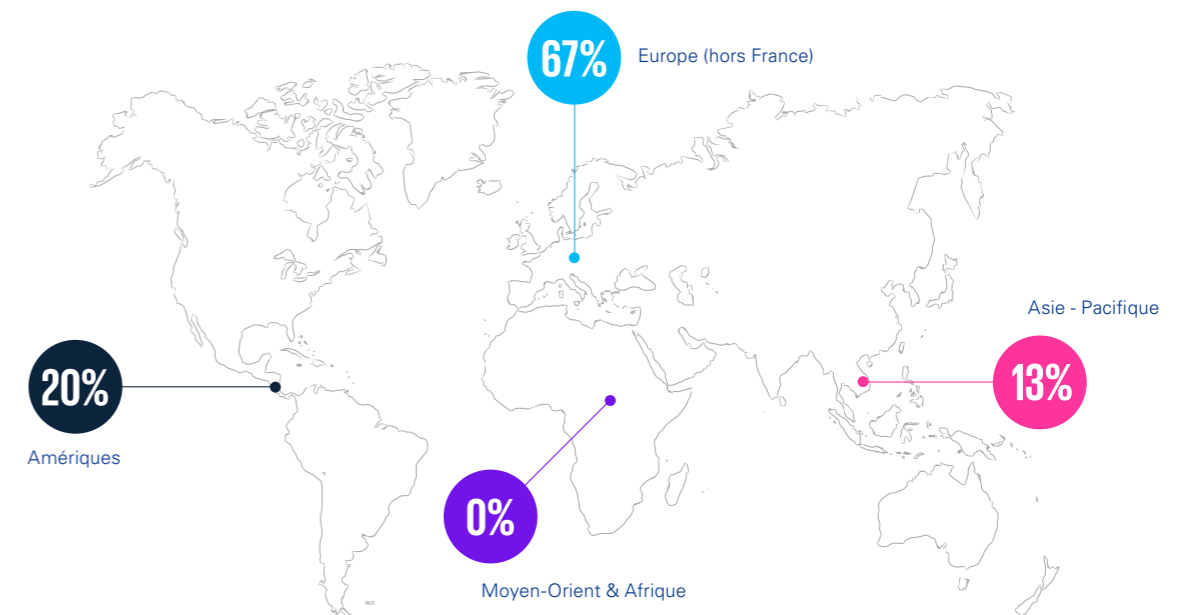 67%
Europe (hors France)
Asie - Pacifique
13%
20%
Amériques
0%
Moyen-Orient & Afrique